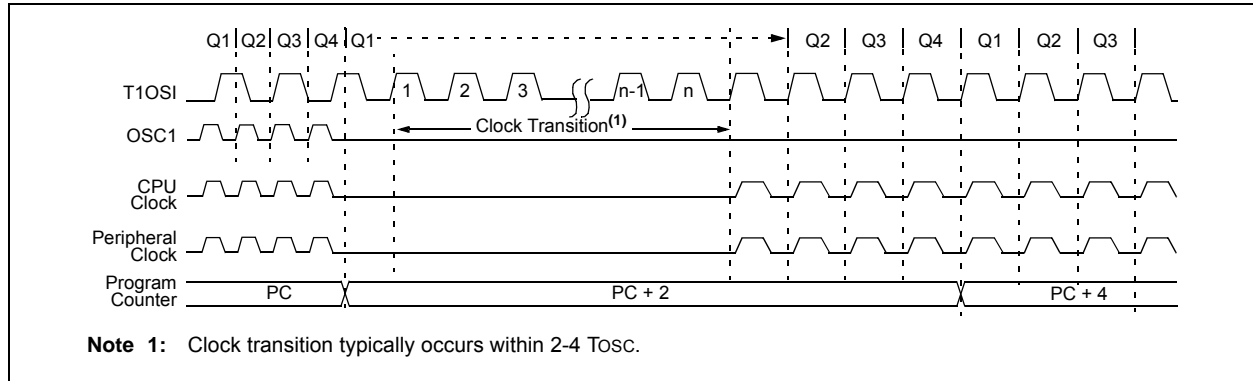 Q1 Q2 Q3 Q4 Q1 Q2 Q3 Q4 Q1 Q2 Q3
T1OSI 1 2 3 n-1 n
Clock Transition(1)
OSC1
CPU
Clock
Peripheral
Clock
Program
Counter PC PC + 2 PC + 4
Note 1: Clock transition typically occurs within 2-4 TOSC.